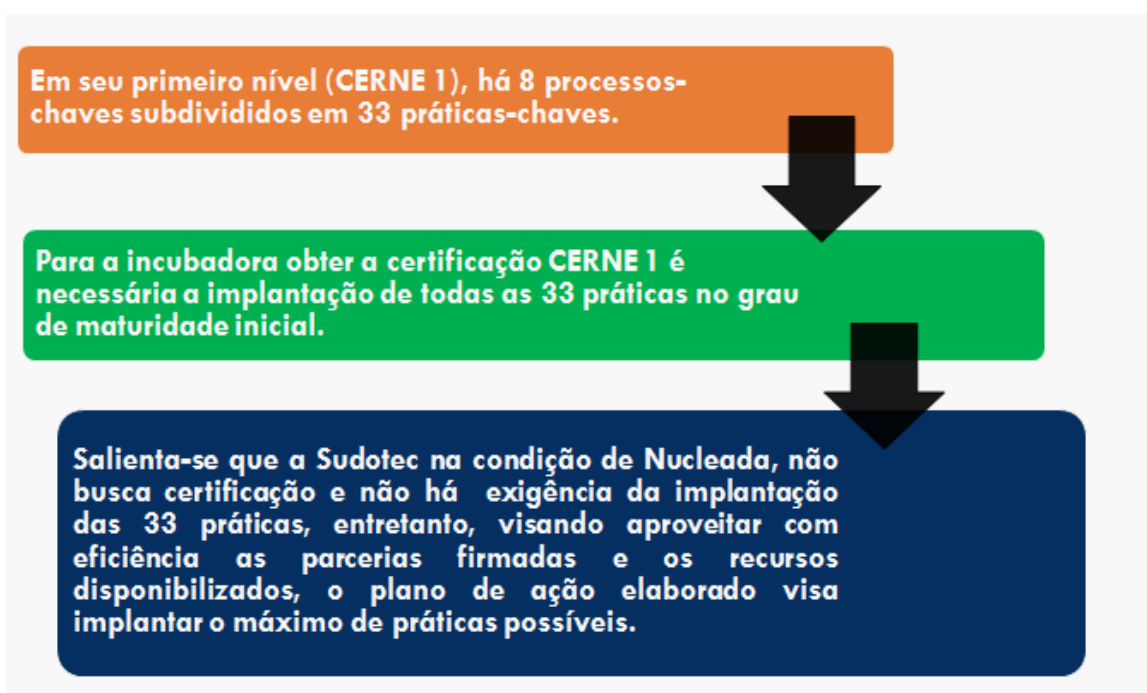 Em seu primeiro nível (CERNE 1), há 8 processos-
chaves subdivididos em 33 práticas-chaves.
Para a incubadora obter a certificação CERNE 1 é
necessária a implantação de todas as 33 práticas no grau
de maturidade inicial.
Salienta-se que a Sudotec na condição de Nucleada, não
busca certificação e não há exigência da implantação
das 33 práticas, entretanto, visando aproveitar com
eficiência as parcerias firmadas e os recursos
disponibilizados, o plano de ação elaborado visa
implantar o máximo de práticas possíveis.